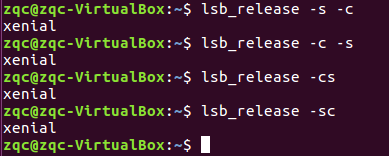 zqc@zqc-VirtualBox:~$ lsb_release -s -c
xenial
zqc@zqc-VirtualBox:~$ lsb_release -c -s
xenial
zqc@zqc-VirtualBox:~$ lsb_release -cs
xenial
zqc@zqc-VirtualBox:~$ lsb_release -sc
xenial
zqc@zqc-VirtualBox:~$